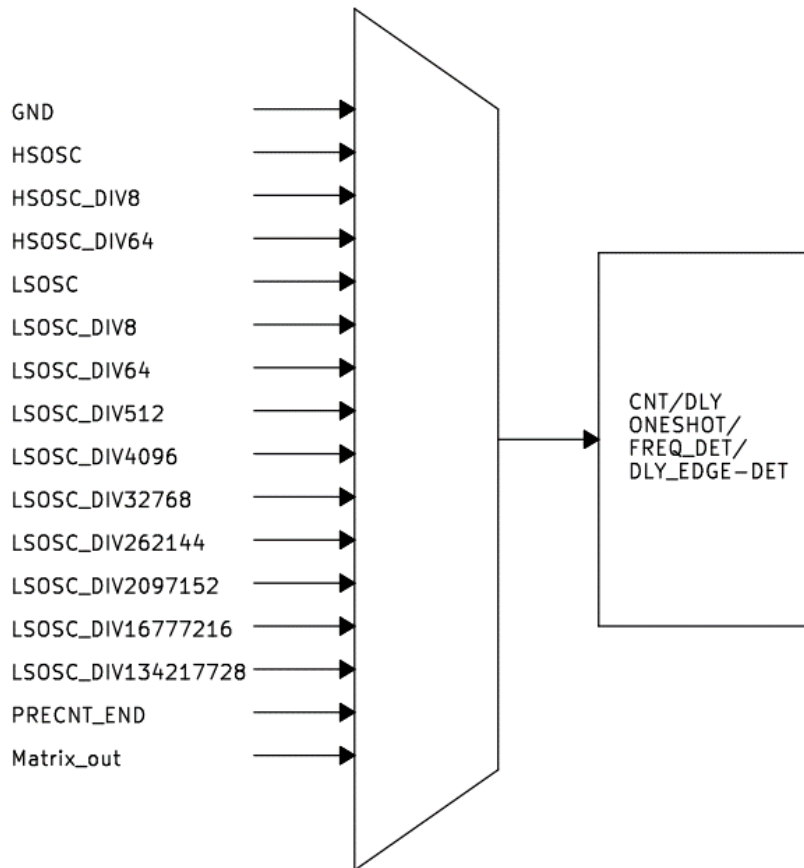 GND
HSOSC
HSOSC_DIV8
HSOSC_DIV64
LSOSC
LSOSC_DIV8
LSOSC_DIV64
LSOSC_DIV512
LSOSC_DIV4096
LSOSC_DIV32768
LSOSC_DIV262144
LSOSC_DIV2097152
LSOSC_DIV16777216
LSOSC_DIV134217728
PRECNT_END
Matrix_out
CNT/DLY
ONESHOT/
FREQ_DET/
DLY_EDGE-DET